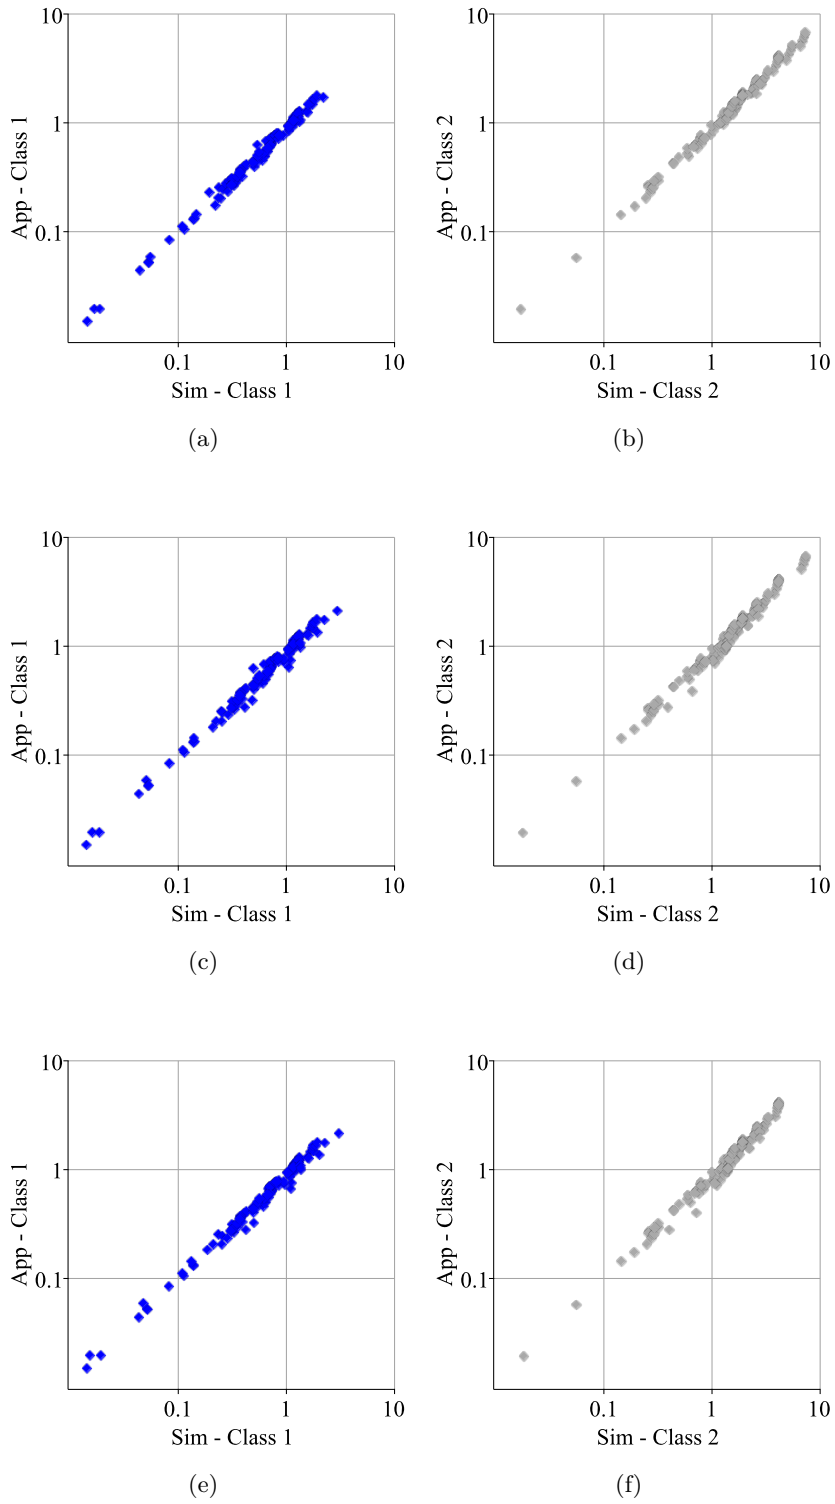 10
1
0.1
App - Class 1
0.1 1 10
Sim - Class 1
(a)
10
1
0.1
App - Class 2
0.1 1 10
Sim - Class 2
(b)
10
1
0.1
App - Class 1
0.1 1 10
Sim - Class 1
(c)
10
1
0.1
App - Class 2
0.1 1 10
Sim - Class 2
(d)
10
1
0.1
App - Class 1
0.1 1 10
Sim - Class 1
(e)
10
1
0.1
App - Class 2
0.1 1 10
Sim - Class 2
(f)